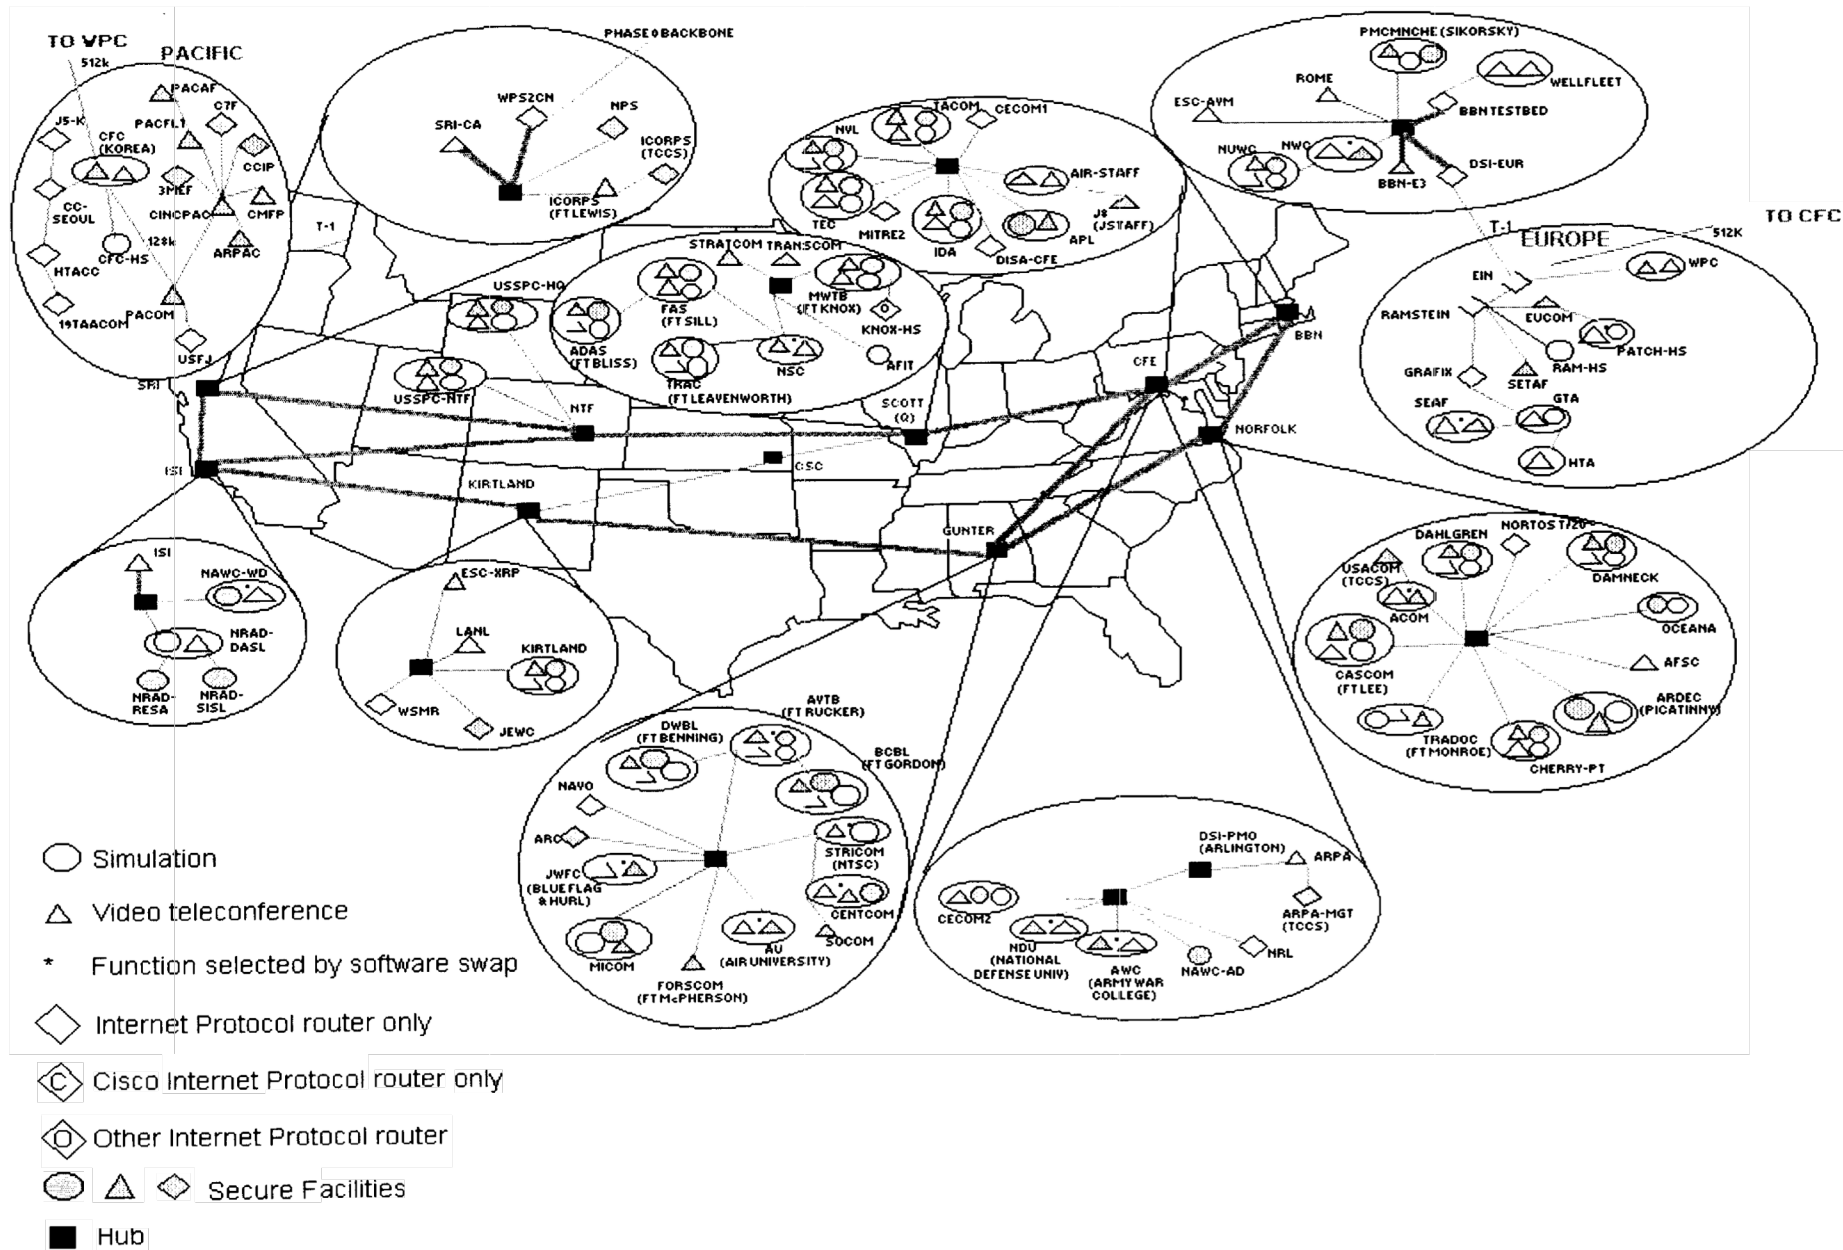 TO WPC
512k
PACIFIC
PACAF
C7F
J5-K
PACFLT
CFC
(KOREA)
CCIP
3MEF
CC-
SEOUL
CINCPAC
CMFP
128k
CFC-HS
ARPAC
HTACC
PACOM
19TAACOM
USFJ
PHASE 0 BACKBONE
WPS2CN
NPS
SRI-CA
ICORPS
(TCCS)
ICORPS
(FT LEWIS)
T-1
TACOM
CECOM1
NVL
AIR-STAFF
TEC
MITRE2
IDA
APL
J8
(JSTAFF)
DISA-CFE
PMCMNCHE (SIKORSKY)
ROME
WELLFLEET
ESC-AVM
BBN TESTBED
NUWC
NWC
DSI-EUR
BBN-E3
TO CFC
T-1
512K
EUROPE
EIN
WPC
RAMSTEIN
EUCOM
PATCH-HS
GRAFIX
RAM-HS
SETAF
SEAF
GTA
HTA
STRATCOM TRANSCOM
USSPC-HQ
FAS
(FT SILL)
MWTB
(FT KNOX)
KNOX-HS
ADAS
(FT BLISS)
TRAC
(FT LEAVENWORTH)
NSC
AFIT
USSPC-NTF
SRI
NTF
SCOTT
(Q)
CFE
BBN
NORFOLK
ISI
OSC
KIRTLAND
GUNTER
ISI
NAWC-WD
NRAD-
DASL
NRAD-
RESA
NRAD-
SISL
ESC-XRP
LANL
KIRTLAND
WSMR
JEWC
AVTB
(FT RUCKER)
DWBL
(FT BENNING)
BCBL
(FT GORDON)
NAVO
ARC
STRICOM
(NTSC)
JWFC
(BLUE FLAG
& HURL)
CENTCOM
SOCOM
MICOM
AU
(AIR UNIVERSITY)
FORSCOM
(FT McPHERSON)
DSI-PMO
(ARLINGTON)
ARPA
CECOM2
ARPA-MGT
(TCCS)
NDU
(NATIONAL
DEFENSE UNIV)
AWC
(ARMY WAR
COLLEGE)
NAWC-AD
NRL
NORTOS T/20
DAHLGREN
USACOM
(TCCS)
DAMNECK
ACOM
OCEANA
CASCOM
(FT LEE)
AFSC
ARDEC
(PICATINNY)
TRADOC
(FT MONROE)
CHERRY-PT
Simulation
Video teleconference
* Function selected by software swap
Internet Protocol router only
C Cisco Internet Protocol router only
O Other Internet Protocol router
Secure Facilities
Hub